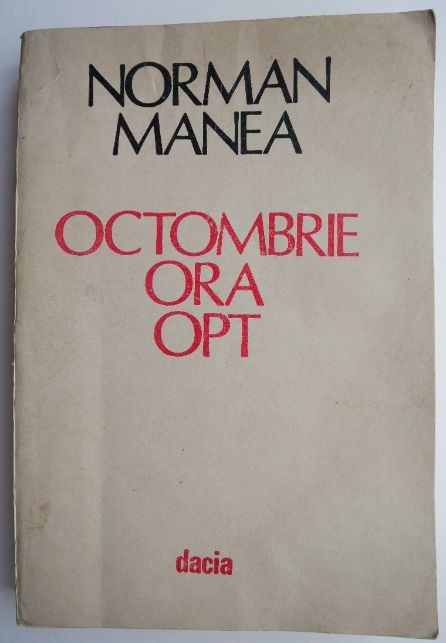 NORMAN
MANEA
OCTOMBRIE
ORA
OPT
dacia